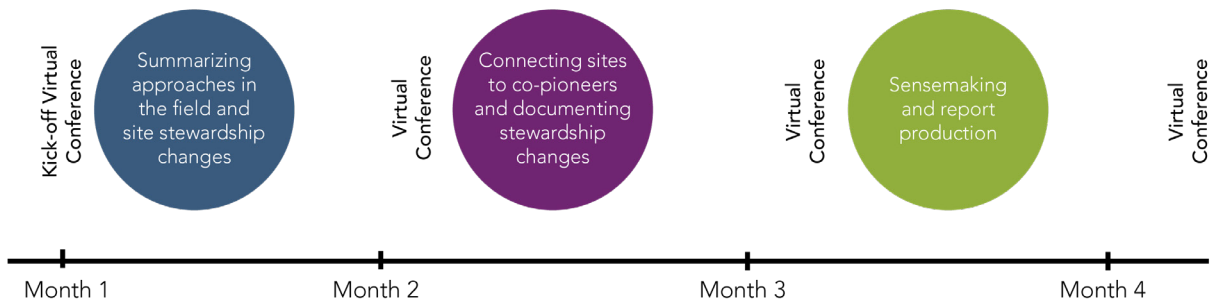 Kick-off Virtual
Conference
Summarizing
approaches in
the field and
site stewardship
changes
Virtual
Conference
Connecting sites
to co-pioneers
and documenting
stewardship
changes
Virtual
Conference
Sensemaking
and report
production
Virtual
Conference
Month 1
Month 2
Month 3
Month 4